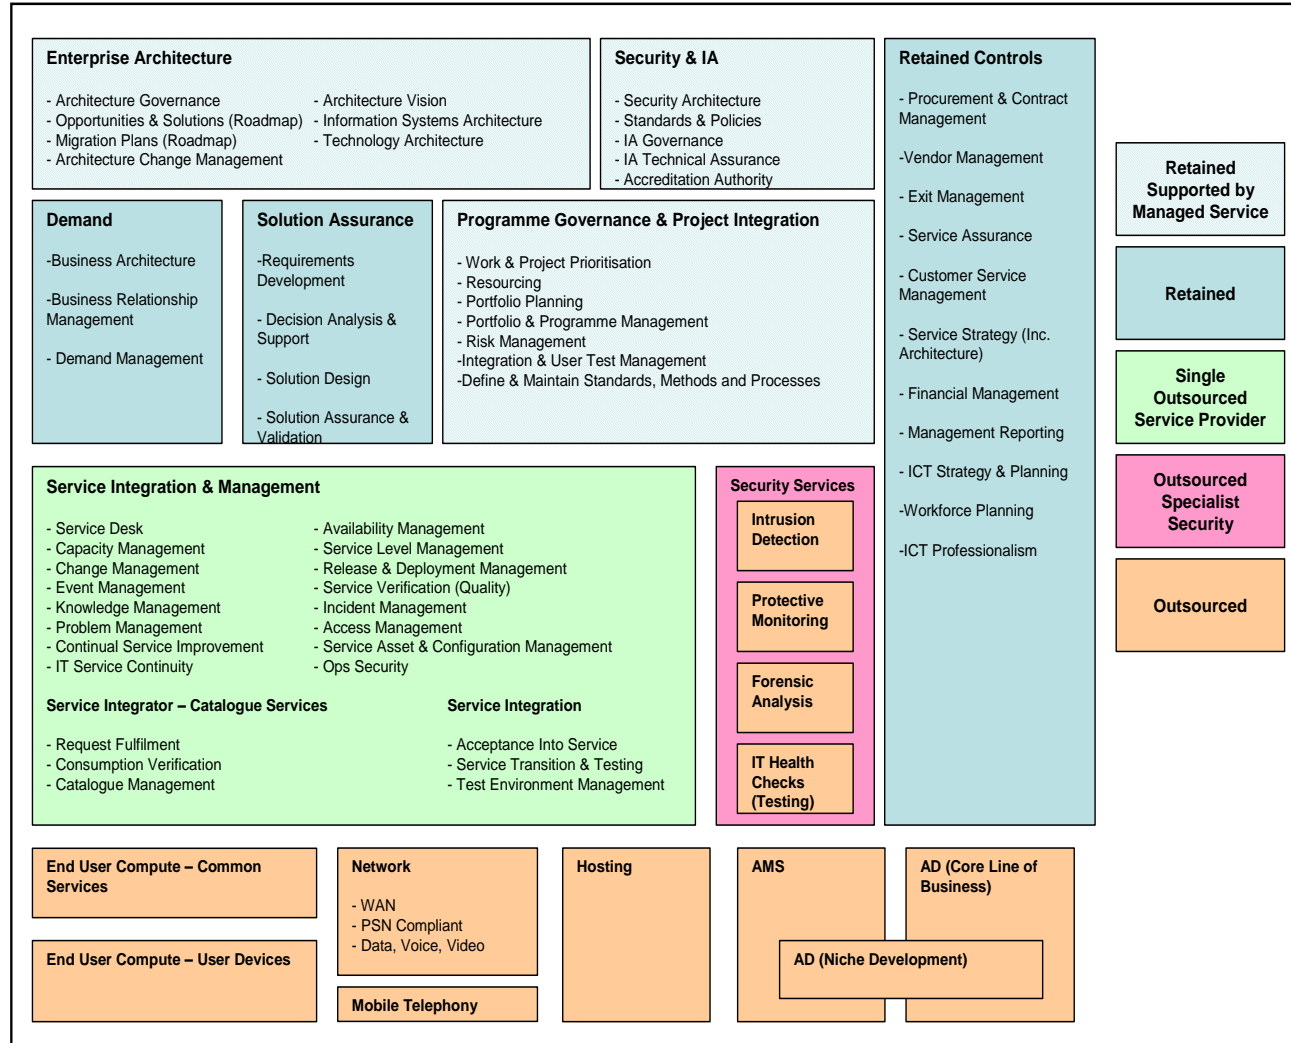 Enterprise Architecture
- Architecture Governance
- Opportunities & Solutions (Roadmap)
- Migration Plans (Roadmap)
- Architecture Change Management
- Architecture Vision
- Information Systems Architecture
- Technology Architecture
Security & IA
- Security Architecture
- Standards & Policies
- IA Governance
- IA Technical Assurance
- Accreditation Authority
Retained Controls
- Procurement & Contract
Management
-Vendor Management
- Exit Management
- Service Assurance
- Customer Service
Management
- Service Strategy (Inc.
Architecture)
- Financial Management
- Management Reporting
- ICT Strategy & Planning
-Workforce Planning
-ICT Professionalism
Retained
Supported by
Managed Service
Retained
Single
Outsourced
Service Provider
Outsourced
Specialist
Security
Outsourced
Demand
-Business Architecture
-Business Relationship
Management
- Demand Management
Solution Assurance
-Requirements
Development
- Decision Analysis &
Support
- Solution Design
- Solution Assurance &
Validation
Programme Governance & Project Integration
- Work & Project Prioritisation
- Resourcing
- Portfolio Planning
- Portfolio & Programme Management
- Risk Management
-Integration & User Test Management
-Define & Maintain Standards, Methods and Processes
Service Integration & Management
- Service Desk
- Capacity Management
- Change Management
- Event Management
- Knowledge Management
- Problem Management
- Continual Service Improvement
- IT Service Continuity
- Availability Management
- Service Level Management
- Release & Deployment Management
- Service Verification (Quality)
- Incident Management
- Access Management
- Service Asset & Configuration Management
- Ops Security
Service Integrator – Catalogue Services
- Request Fulfilment
- Consumption Verification
- Catalogue Management
Service Integration
- Acceptance Into Service
- Service Transition & Testing
- Test Environment Management
Security Services
Intrusion
Detection
Protective
Monitoring
Forensic
Analysis
IT Health
Checks
(Testing)
End User Compute – Common
Services
End User Compute – User Devices
Network
- WAN
- PSN Compliant
- Data, Voice, Video
Mobile Telephony
Hosting
AMS
AD (Core Line of
Business)
AD (Niche Development)